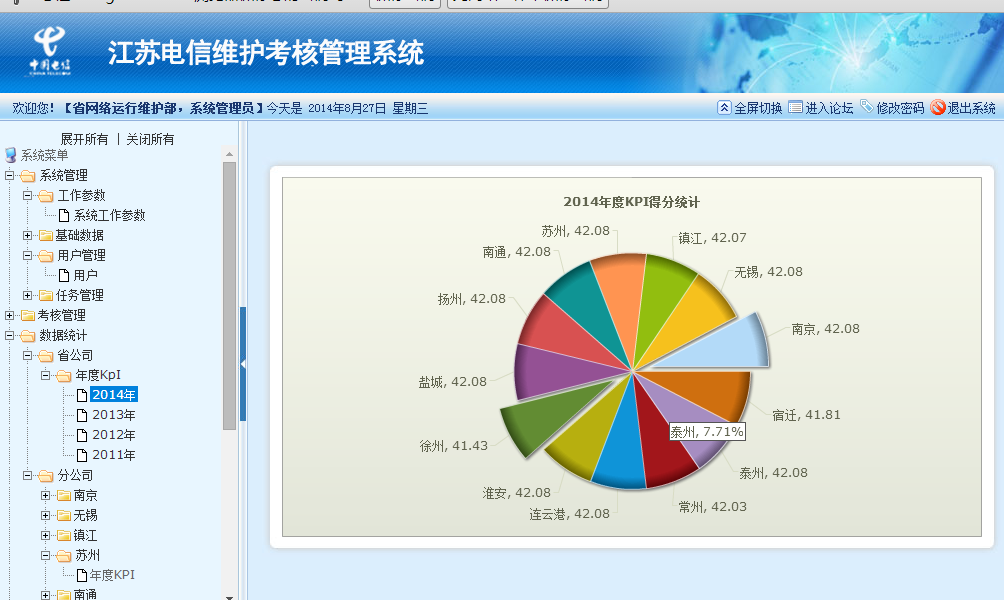 中国电信
CHINA TELECOM
江苏电信维护考核管理系统
欢迎您!【省网络运行维护部，系统管理员】今天是 2014年8月27日 星期三
全屏切换 进入论坛 修改密码 退出系统
展开所有 | 关闭所有
系统菜单
系统管理
工作参数
系统工作参数
基础数据
用户管理
用户
任务管理
考核管理
数据统计
省公司
年度KpI
2014年
2013年
2012年
2011年
分公司
南京
无锡
镇江
苏州
年度KPI
南通
2014年度KPI得分统计
苏州, 42.08
镇江, 42.07
南通, 42.08
无锡, 42.08
扬州, 42.08
南京, 42.08
盐城, 42.08
宿迁, 41.81
泰州, 7.71%
徐州, 41.43
泰州, 42.08
淮安, 42.08
常州, 42.03
连云港, 42.08